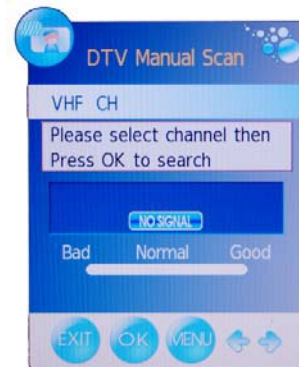 DTV Manual Scan
VHF CH
Please select channel then
Press OK to search
NO SIGNAL
Bad Normal Good
EXIT OK MENU